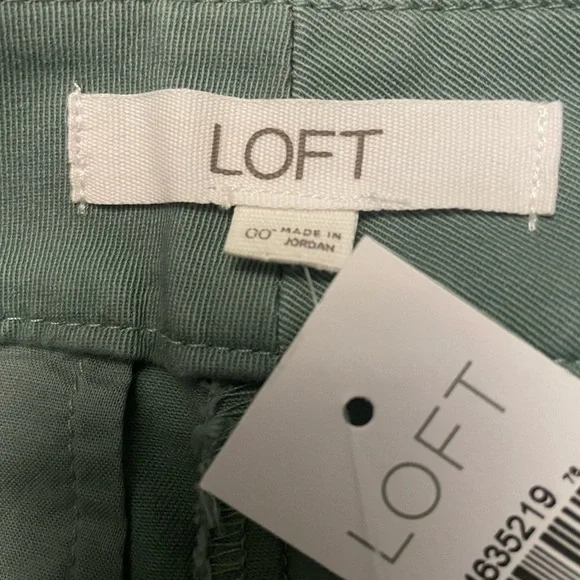 LOFT
00 MADE IN
JORDAN
LOFT
635219